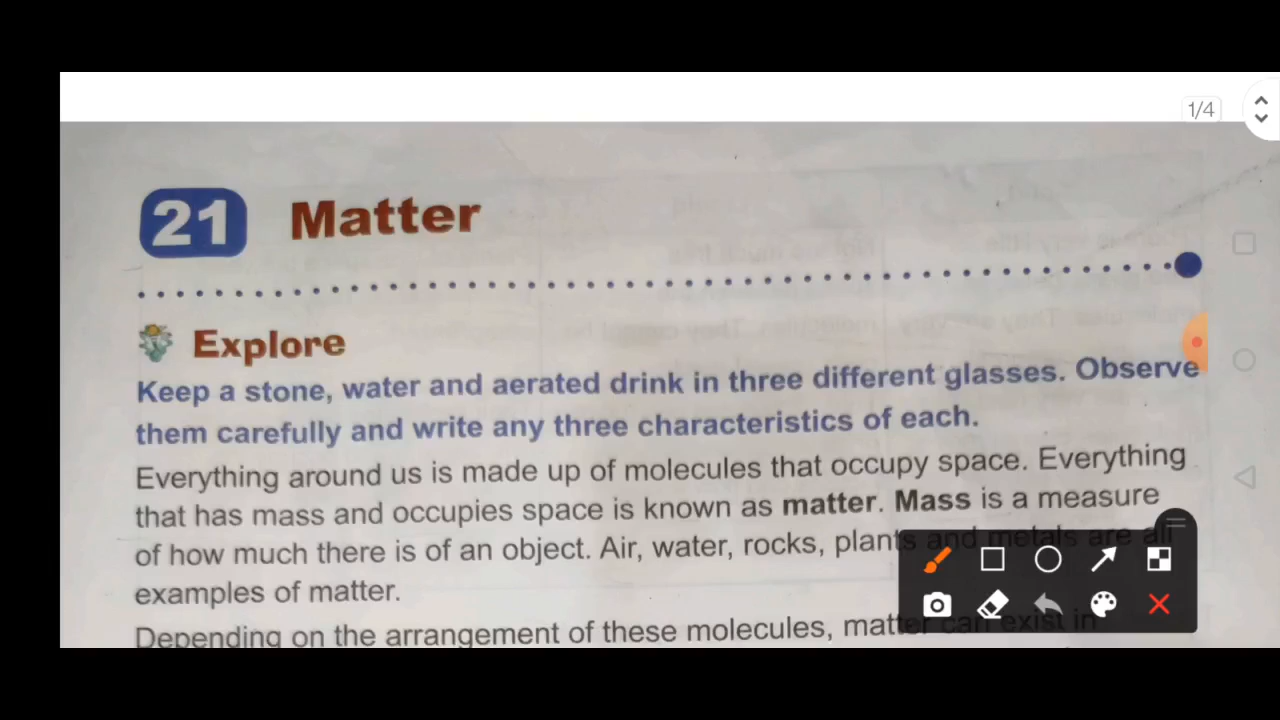 1/4
21 Matter
Explore
Keep a stone, water and aerated drink in three different glasses. Observe
them carefully and write any three characteristics of each.
Everything around us is made up of molecules that occupy space. Everything
that has mass and occupies space is known as matter. Mass is a measure
of how much there is of an object. Air, water, rocks, plants and metals are all
examples of matter.
Depending on the arrangement of these molecules, matter can exist in